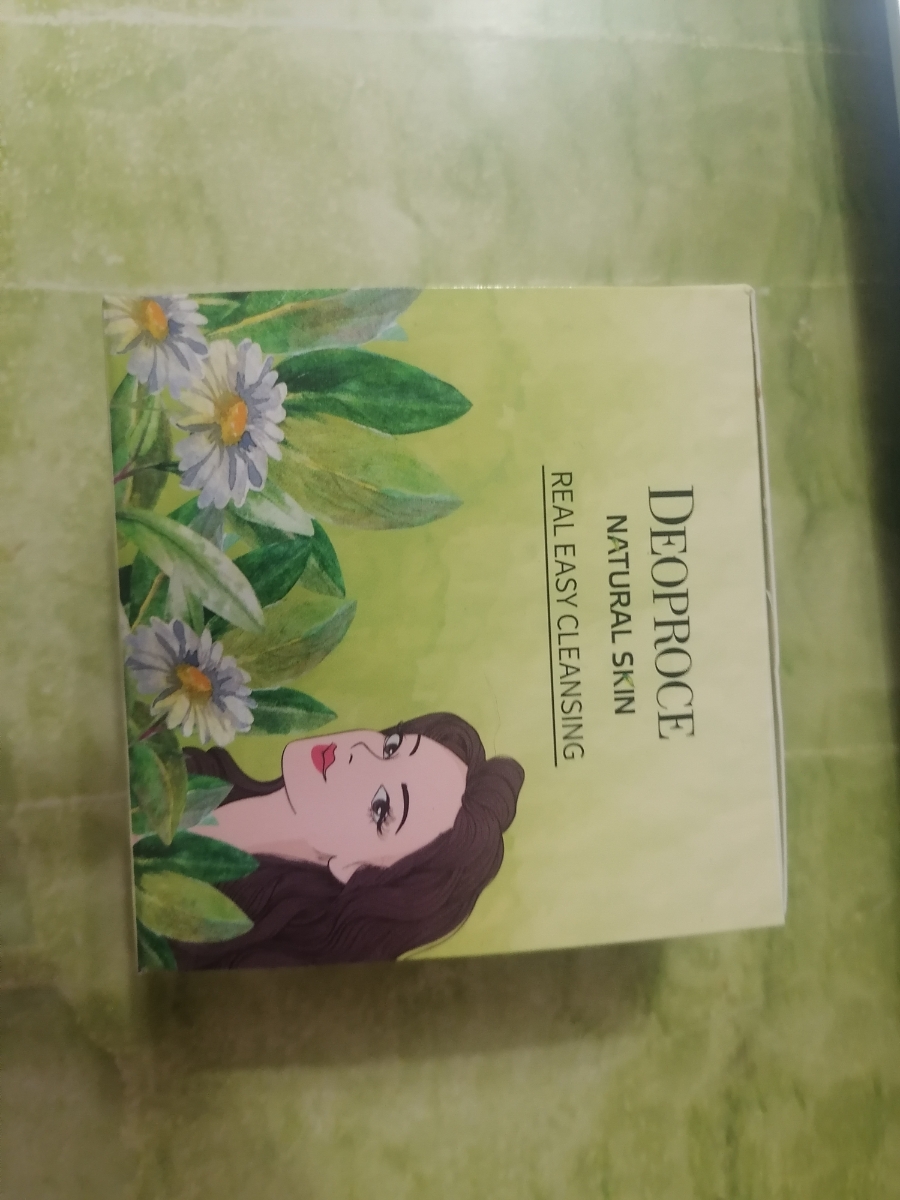 DEOPROCE
NATURAL SKIN
REAL EASY CLEANSING